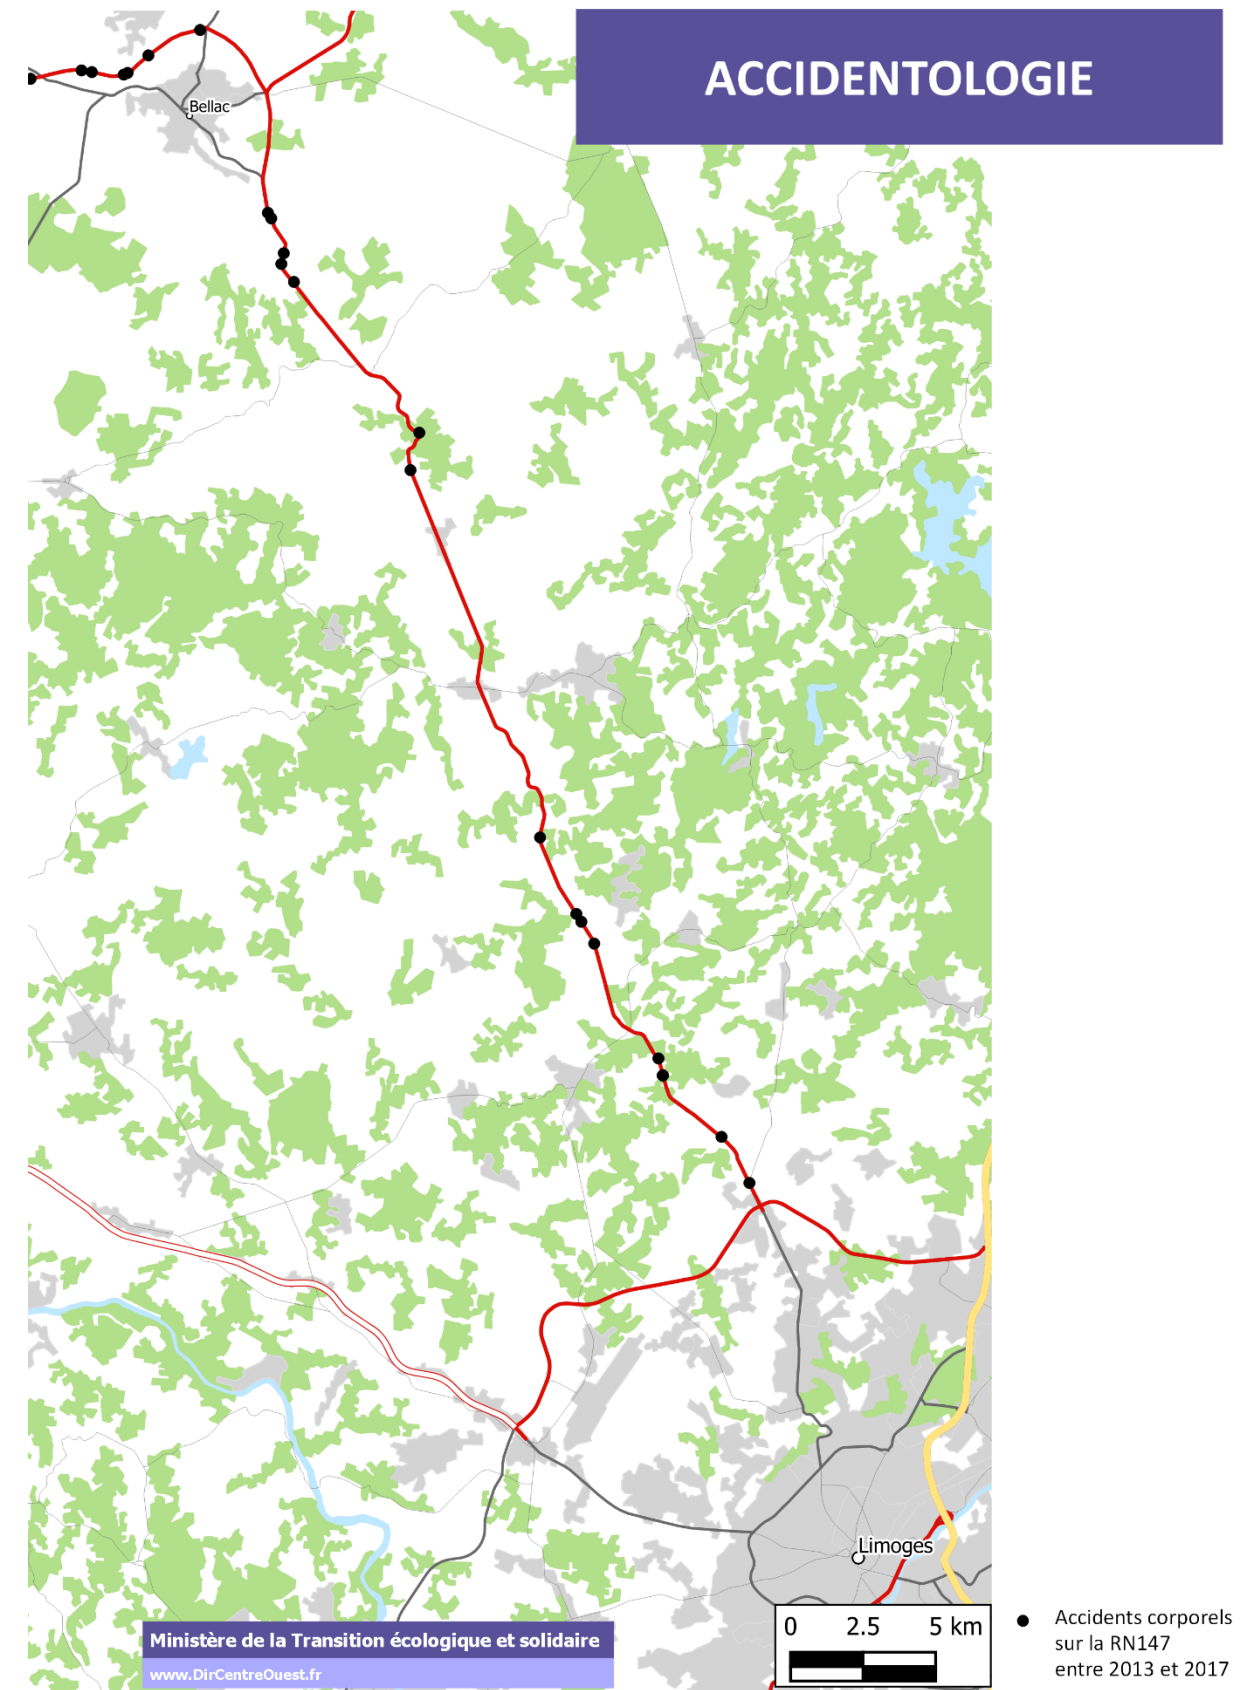 ACCIDENTOLOGIE
Bellac
Limoges
Ministère de la Transition écologique et solidaire
www.DirCentreOuest.fr
0 2.5 5 km
Accidents corporels
sur la RN147
entre 2013 et 2017